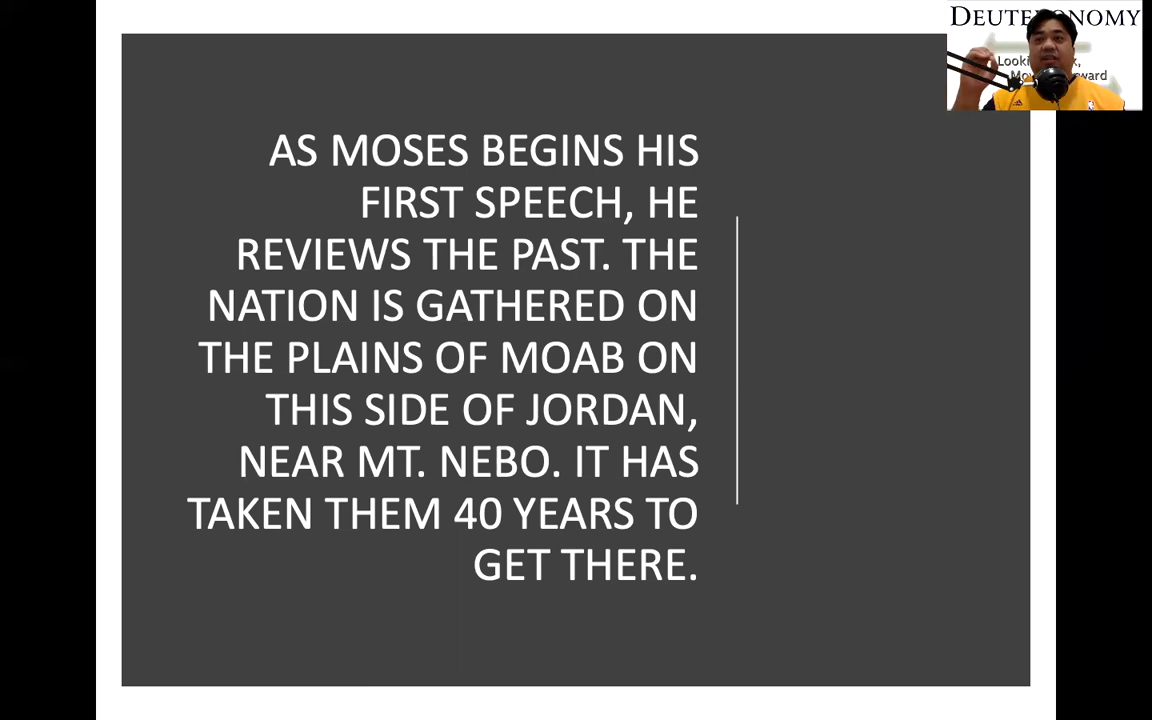 AS MOSES BEGINS HIS
FIRST SPEECH, HE
REVIEWS THE PAST. THE
NATION IS GATHERED ON
THE PLAINS OF MOAB ON
THIS SIDE OF JORDAN,
NEAR MT. NEBO. IT HAS
TAKEN THEM 40 YEARS TO
GET THERE.
DEUTERONOMY